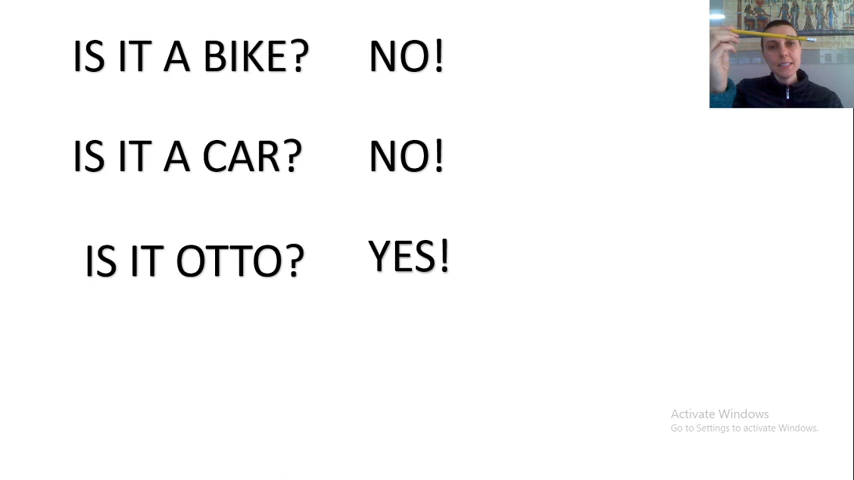 IS IT A BIKE? NO!
IS IT A CAR? NO!
IS IT OTTO? YES!
Activate Windows
Go to Settings to activate Windows.